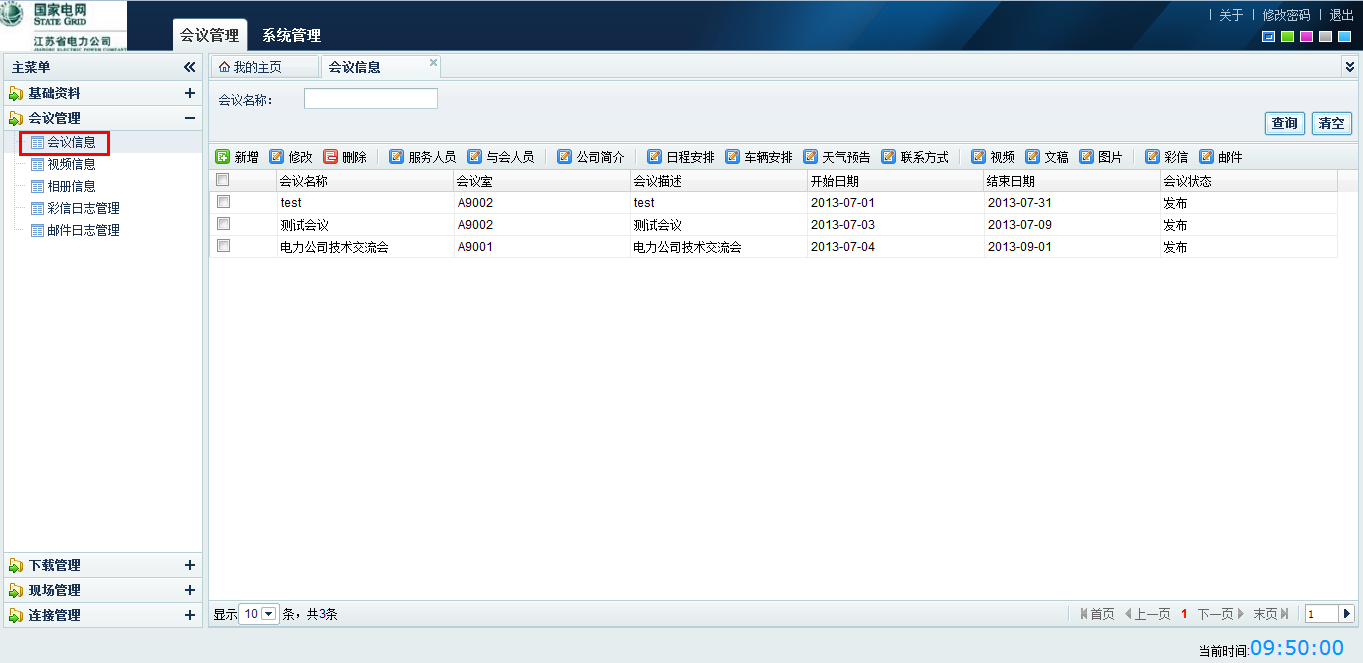 国家电网
STATE GRID
江苏省电力公司
JIANGSU ELECTRIC POWER COMPANY
会议管理 系统管理
关于 修改密码 退出
主菜单
基础资料
会议管理
会议信息
视频信息
相册信息
彩信日志管理
邮件日志管理
下载管理
现场管理
连接管理
我的主页 会议信息
会议名称：
查询 清空
新增 修改 删除 服务人员 与会人员 公司简介 日程安排 车辆安排 天气预告 联系方式 视频 文稿 图片 彩信 邮件
会议名称 会议室 会议描述 开始日期 结束日期 会议状态
test A9002 test 2013-07-01 2013-07-31 发布
测试会议 A9002 测试会议 2013-07-03 2013-07-09 发布
电力公司技术交流会 A9001 电力公司技术交流会 2013-07-04 2013-09-01 发布
显示 10 条，共3条
首页 上一页 1 下一页 末页 1
当前时间:09:50:00